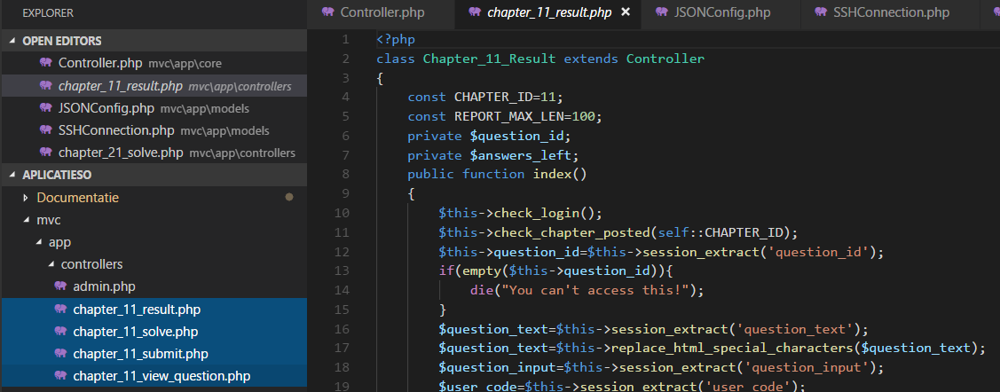 EXPLORER
OPEN EDITORS
Controller.php mvc\app\core
chapter_11_result.php mvc\app\controllers
JSONConfig.php mvc\app\models
SSHConnection.php mvc\app\models
chapter_21_solve.php mvc\app\controllers
APLICATIESO
Documentatie
mvc
app
controllers
admin.php
chapter_11_result.php
chapter_11_solve.php
chapter_11_submit.php
chapter_11_view_question.php
Controller.php chapter_11_result.php × JSONConfig.php SSHConnection.php
1 <?php
2 class Chapter_11_Result extends Controller
3 {
4 const CHAPTER_ID=11;
5 const REPORT_MAX_LEN=100;
6 private $question_id;
7 private $answers_left;
8 public function index()
9 {
10 $this->check_login();
11 $this->check_chapter_posted(self::CHAPTER_ID);
12 $this->question_id=$this->session_extract('question_id');
13 if(empty($this->question_id)){
14 die("You can't access this!");
15 }
16 $question_text=$this->session_extract('question_text');
17 $question_text=$this->replace_html_special_characters($question_text);
18 $question_input=$this->session_extract('question_input');
19 $user_code=$this->session_extract('user_code');